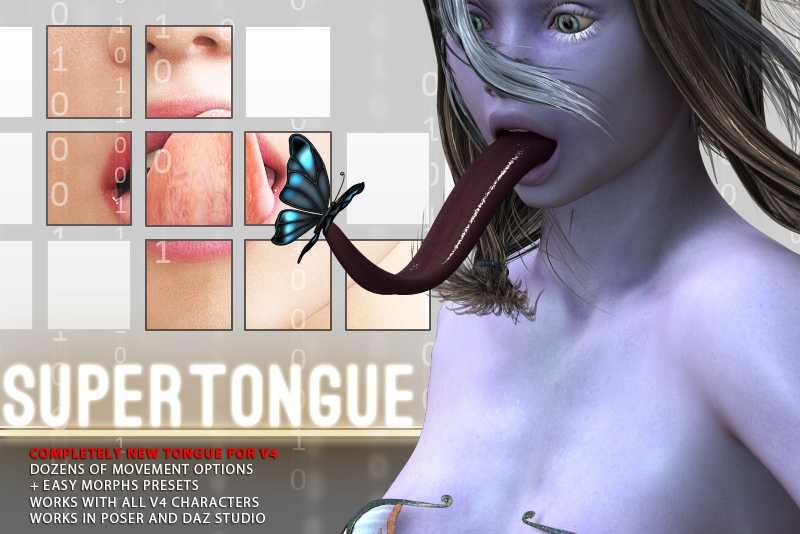 SUPERTONGUE
COMPLETELY NEW TONGUE FOR V4
DOZENS OF MOVEMENT OPTIONS
+ EASY MORPHS PRESETS
WORKS WITH ALL V4 CHARACTERS
WORKS IN POSER AND DAZ STUDIO